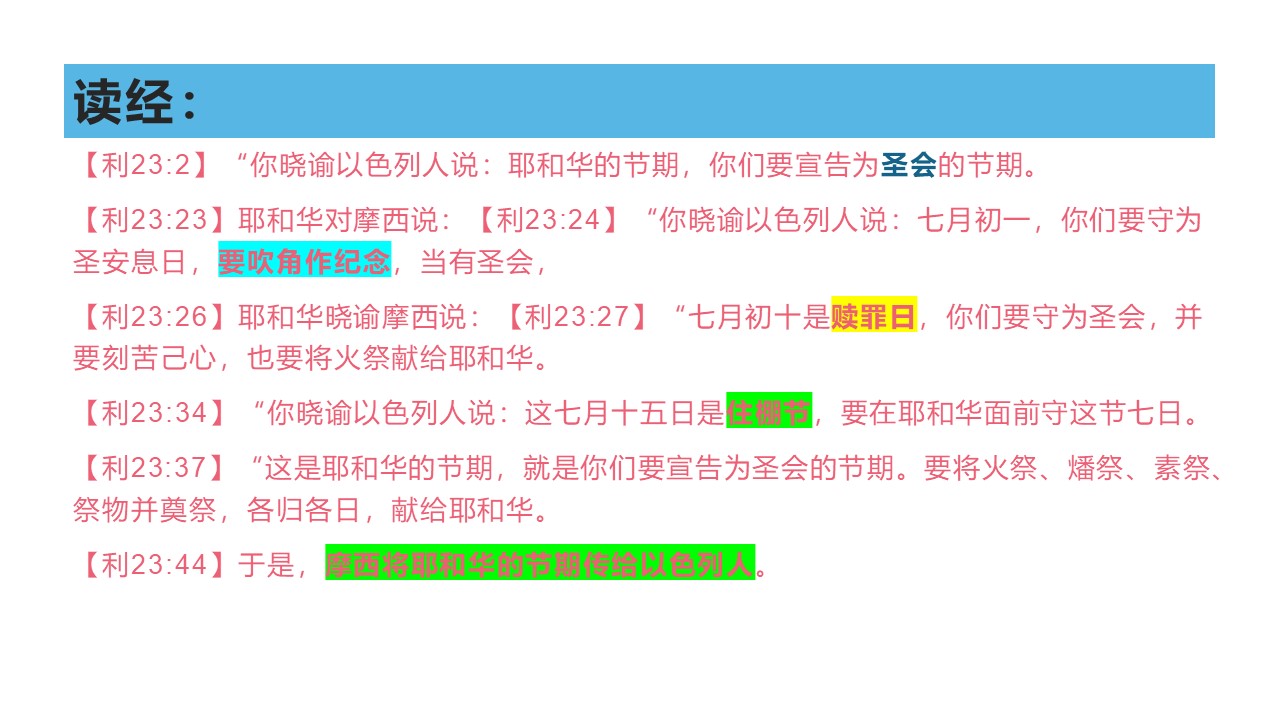 读经：
【利23:2】“你晓谕以色列人说：耶和华的节期，你们要宣告为圣会的节期。
【利23:23】耶和华对摩西说：【利23:24】“你晓谕以色列人说：七月初一，你们要守为
圣安息日，要吹角作纪念，当有圣会，
【利23:26】耶和华晓谕摩西说：【利23:27】“七月初十是赎罪日，你们要守为圣会，并
要刻苦己心，也要将火祭献给耶和华。
【利23:34】“你晓谕以色列人说：这七月十五日是住棚节，要在耶和华面前守这节七日。
【利23:37】“这是耶和华的节期，就是你们要宣告为圣会的节期。要将火祭、燔祭、素祭、
祭物并奠祭，各归各日，献给耶和华。
【利23:44】于是，摩西将耶和华的节期传给以色列人。